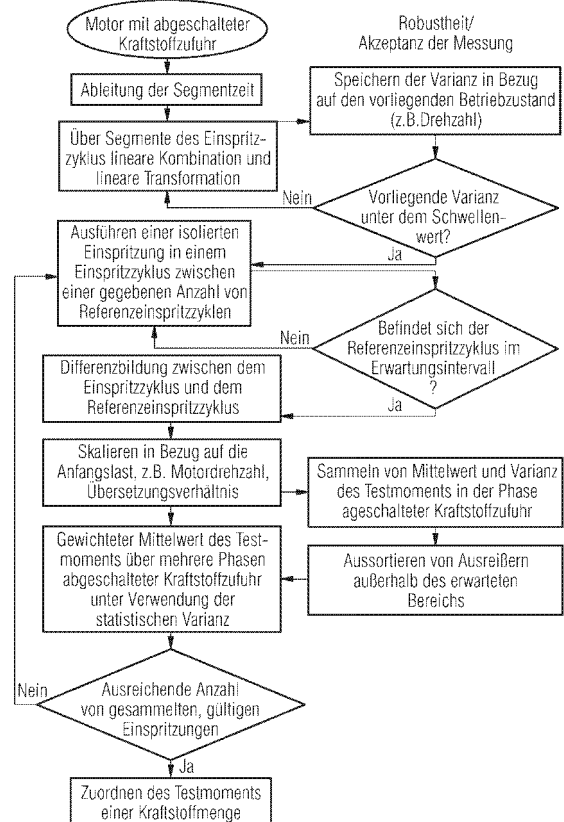 Motor mit abgeschalteter
Kraftstoffzufuhr
Robustheit/
Akzeptanz der Messung
Ableitung der Segmentzeit
Speichern der Varianz in Bezug
auf den vorliegenden Betriebzustand
(z.B.Drehzahl)
Über Segmente des Einspritz-
zyklus lineare Kombination und
lineare Transformation
Nein
Vorliegende Varianz
unter dem Schwellen-
wert?
Ja
Ausführen einer isolierten
Einspritzung in einem
Einspritzzyklus zwischen
einer gegebenen Anzahl von
Referenzeinspritzzyklen
Nein
Befindet sich der
Referenzeinspritzzyklus im
Erwartungsintervall
?
Ja
Differenzbildung zwischen dem
Einspritzzyklus und dem
Referenzeinspritzzyklus
Skalieren in Bezug auf die
Anfangslast, z.B. Motordrehzahl,
Übersetzungsverhältnis
Sammeln von Mittelwert und Varianz
des Testmoments in der Phase
ageschalteter Kraftstoffzufuhr
Gewichteter Mittelwert des Test-
moments über mehrere Phasen
abgeschalteter Kraftstoffzufuhr
unter Verwendung der
statistischen Varianz
Aussortieren von Ausreißern
außerhalb des erwarteten
Bereichs
Nein
Ausreichende Anzahl
von gesammelten, gültigen
Einspritzungen
Ja
Zuordnen des Testmoments
einer Kraftstoffmenge